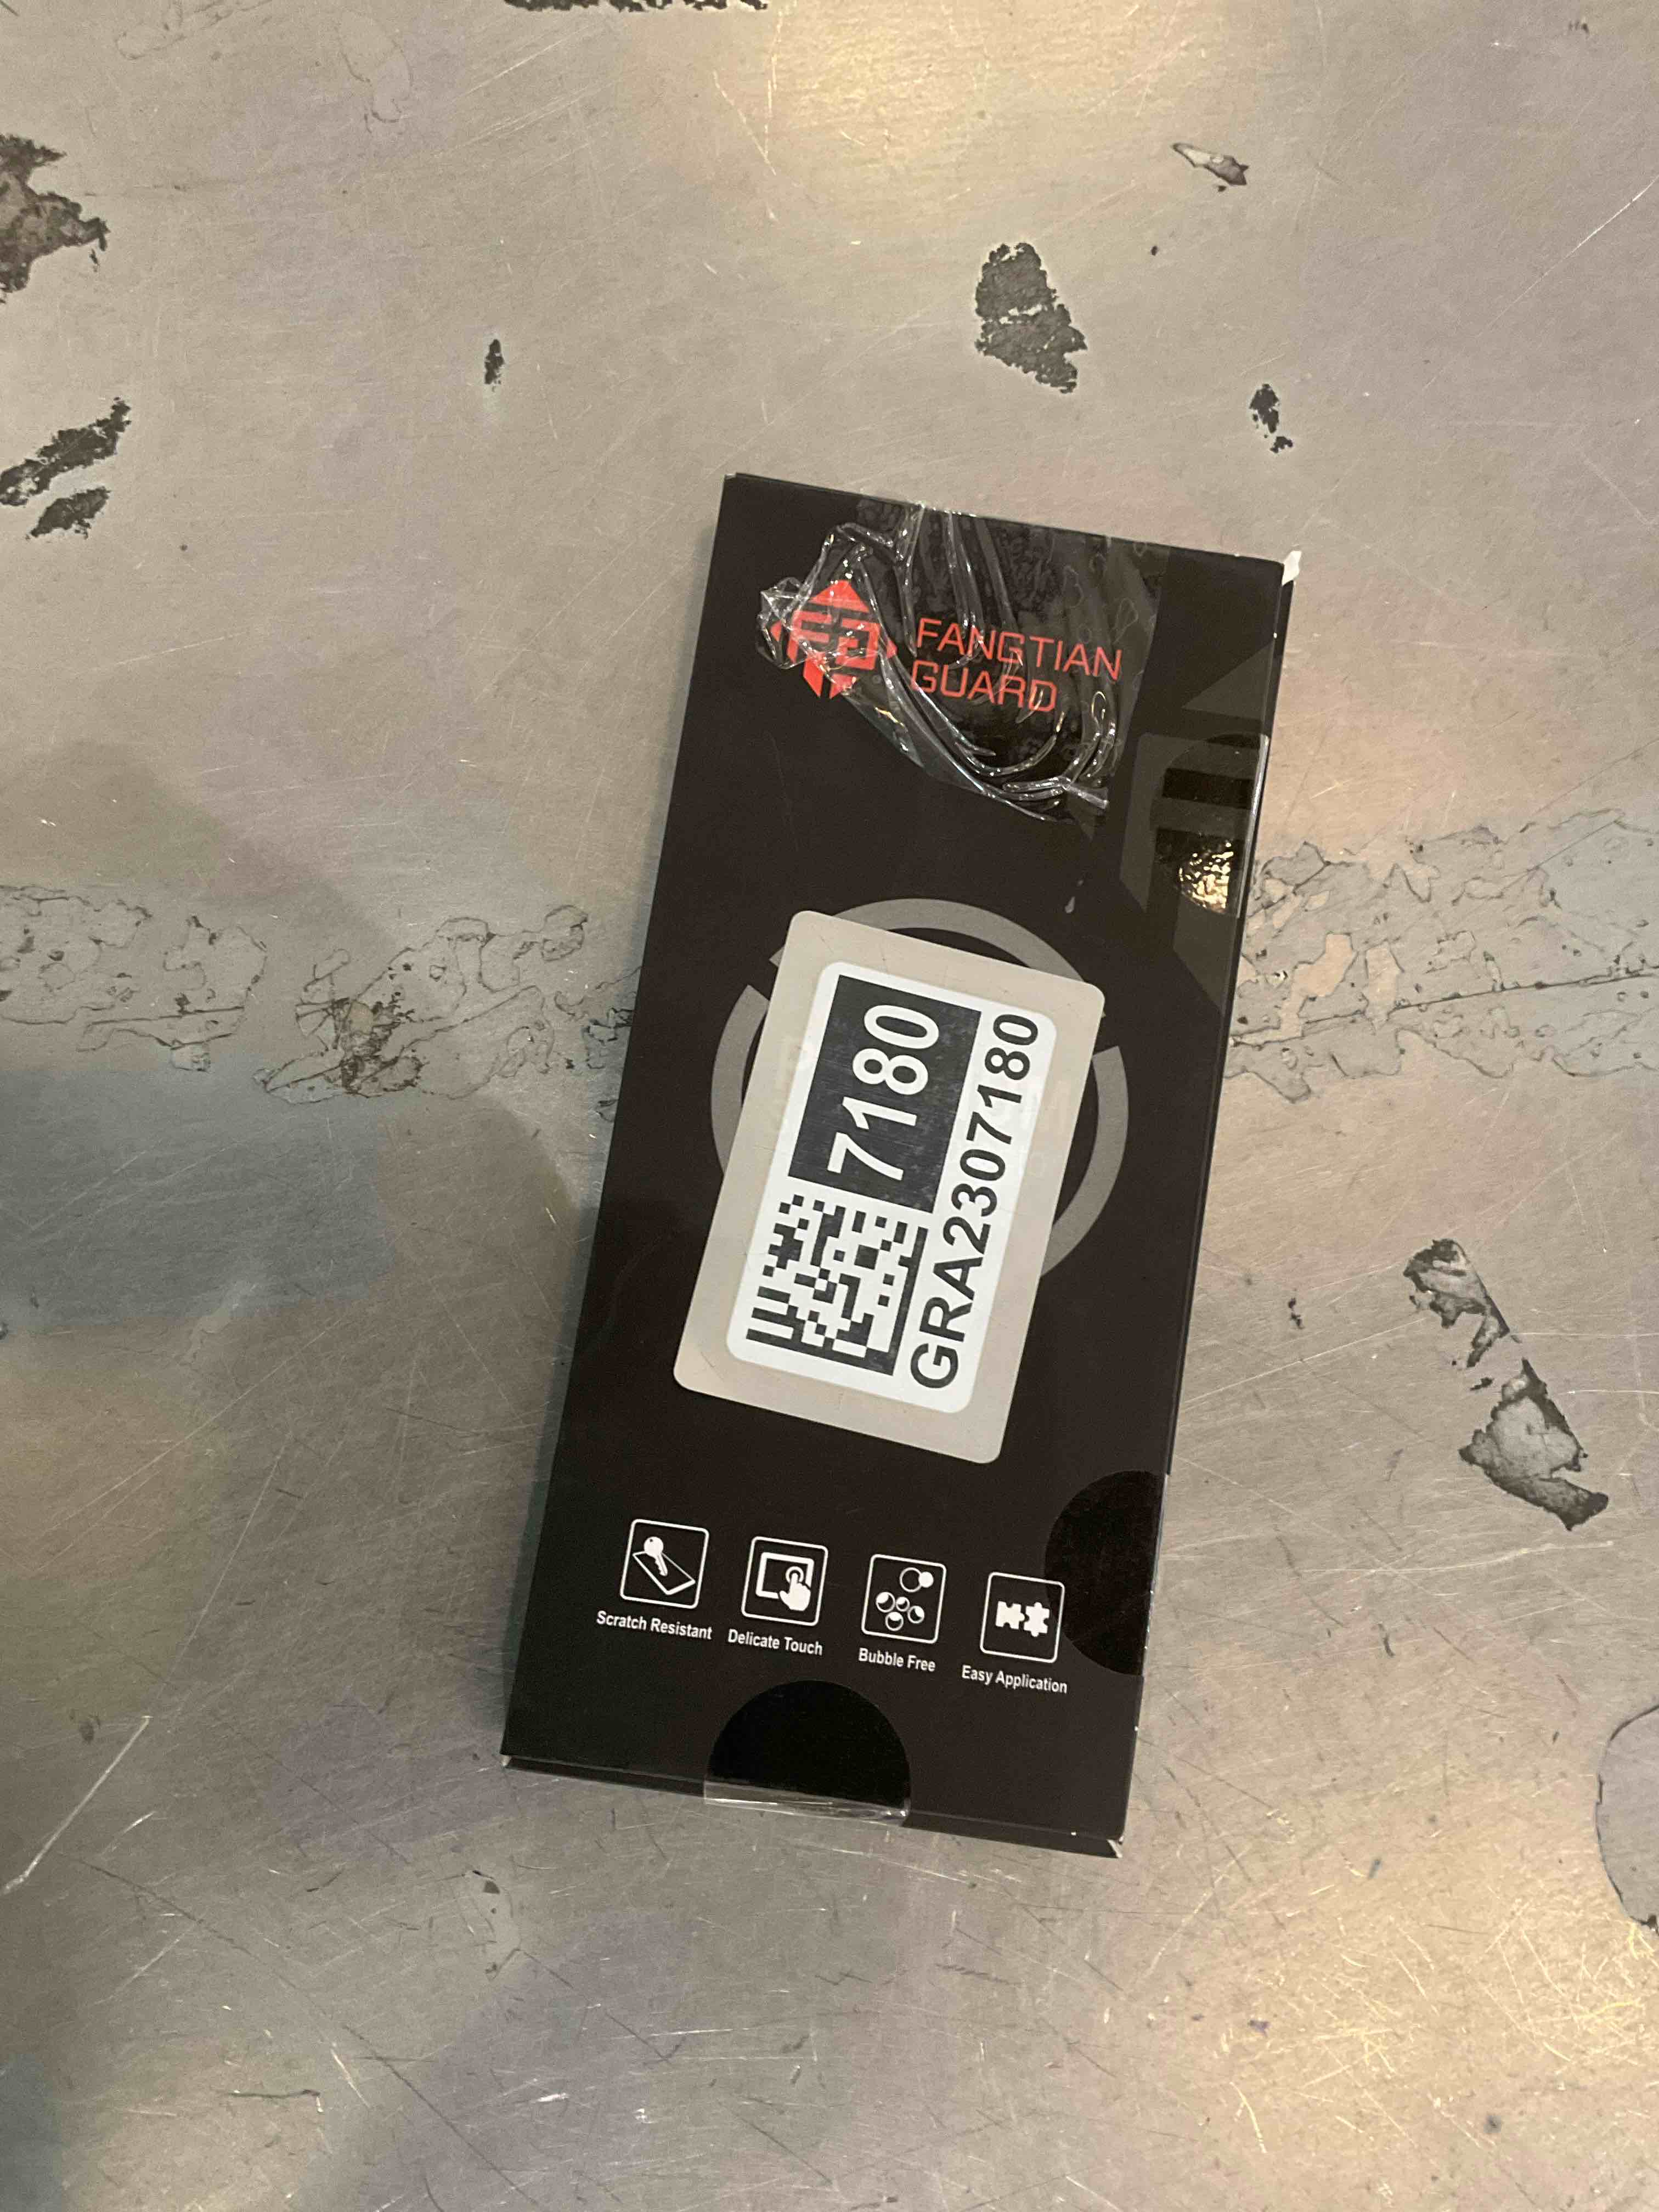 FANGTIAN
GUARD
7180
GRA2307180
Scratch Resistant
Delicate Touch
Bubble Free
Easy Application